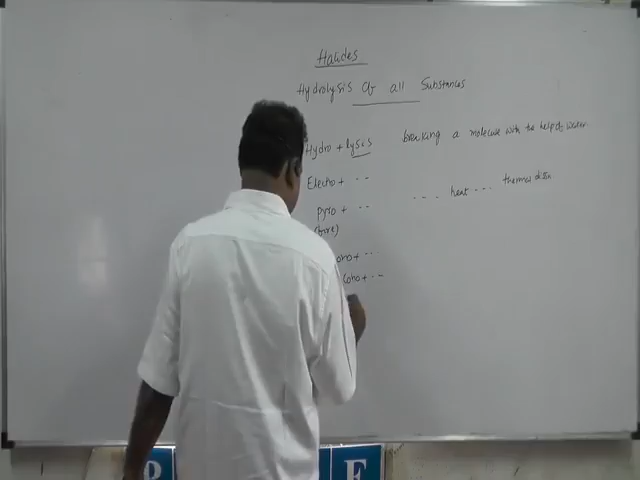 Halides
Hydrolysis of all Substances
Hydro + lysis breaking a molecule with the help of water
Electro + --
Pyro + -- --- heat --- thermal
(fire)
+ --
+ --
P F